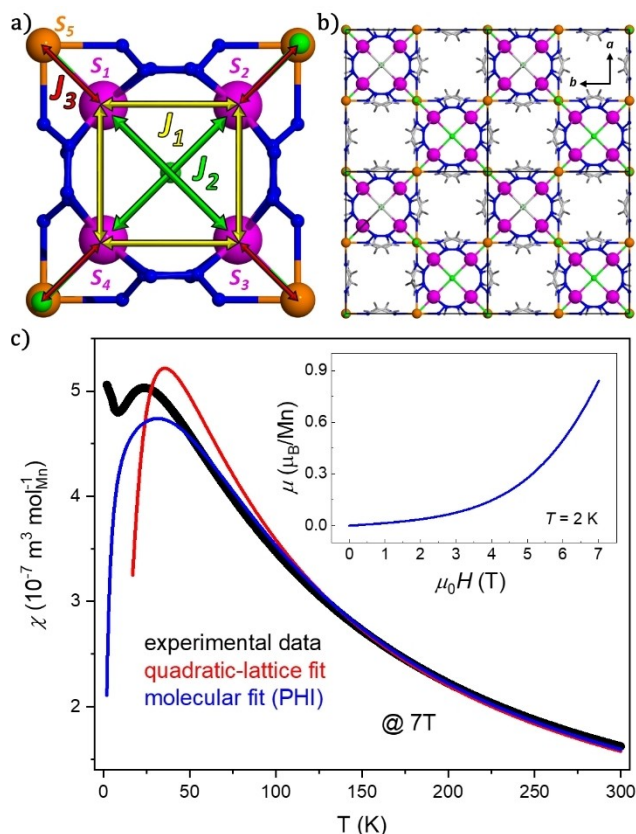 a)
S₅
S₁
S₂
J₃
J₁
J₂
S₄
S₃
b)
a
b
c)
χ (10⁻⁷ m³ mol⁻¹Mn)
5
4
3
2
experimental data
quadratic-lattice fit
molecular fit (PHI)
@ 7T
0 50 100 150 200 250 300
T (K)
μ (μB/Mn)
0.9
0.6
0.3
0.0
T = 2 K
0 1 2 3 4 5 6 7
μ₀H (T)